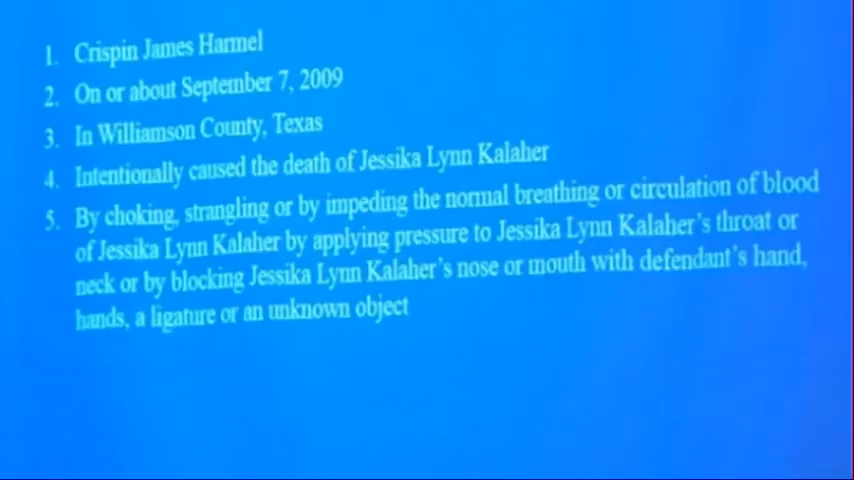 1. Crispin James Harmel
2. On or about September 7, 2009
3. In Williamson County, Texas
4. Intentionally caused the death of Jessika Lynn Kalaher
5. By choking, strangling or by impeding the normal breathing or circulation of blood
of Jessika Lynn Kalaher by applying pressure to Jessika Lynn Kalaher's throat or
neck or by blocking Jessika Lynn Kalaher's nose or mouth with defendant's hand,
hands, a ligature or an unknown object